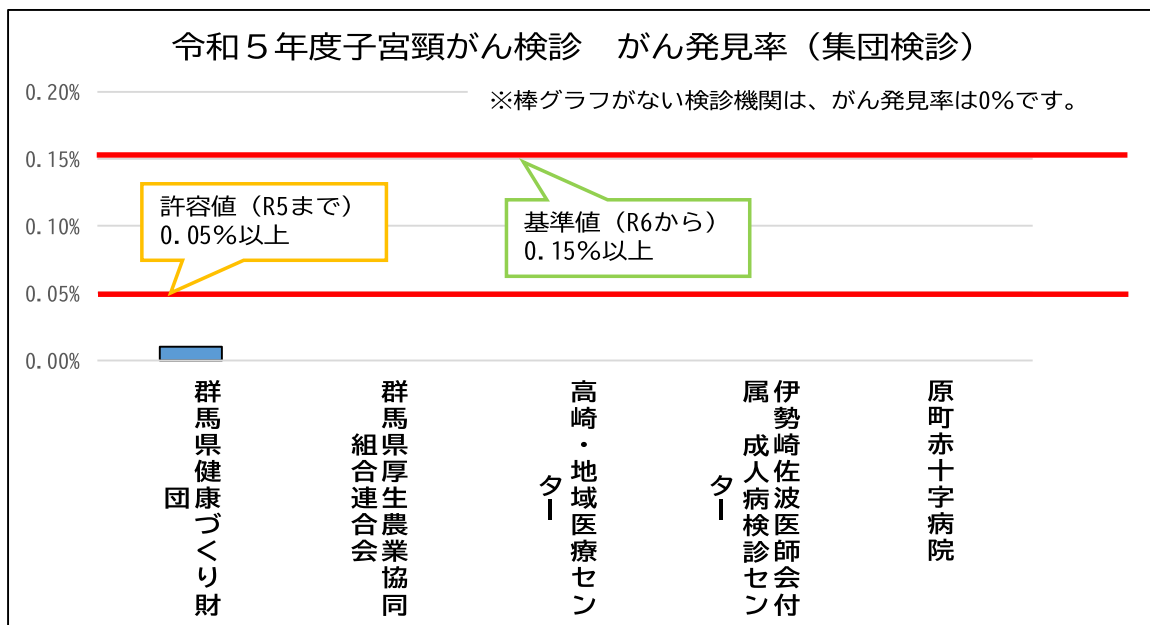 令和５年度子宮頸がん検診　がん発見率（集団検診）
※棒グラフがない検診機関は、がん発見率は0％です。
0.20%
0.15%
0.10%
0.05%
0.00%
許容値（R5まで）
0.05%以上
基準値（R6から）
0.15%以上
群馬県健康づくり財
団
群馬県厚生農業協同
組合連合会
高崎・地域医療セン
ター
伊勢崎佐波医師会付
属　成人病検診セン
ター
原町赤十字病院